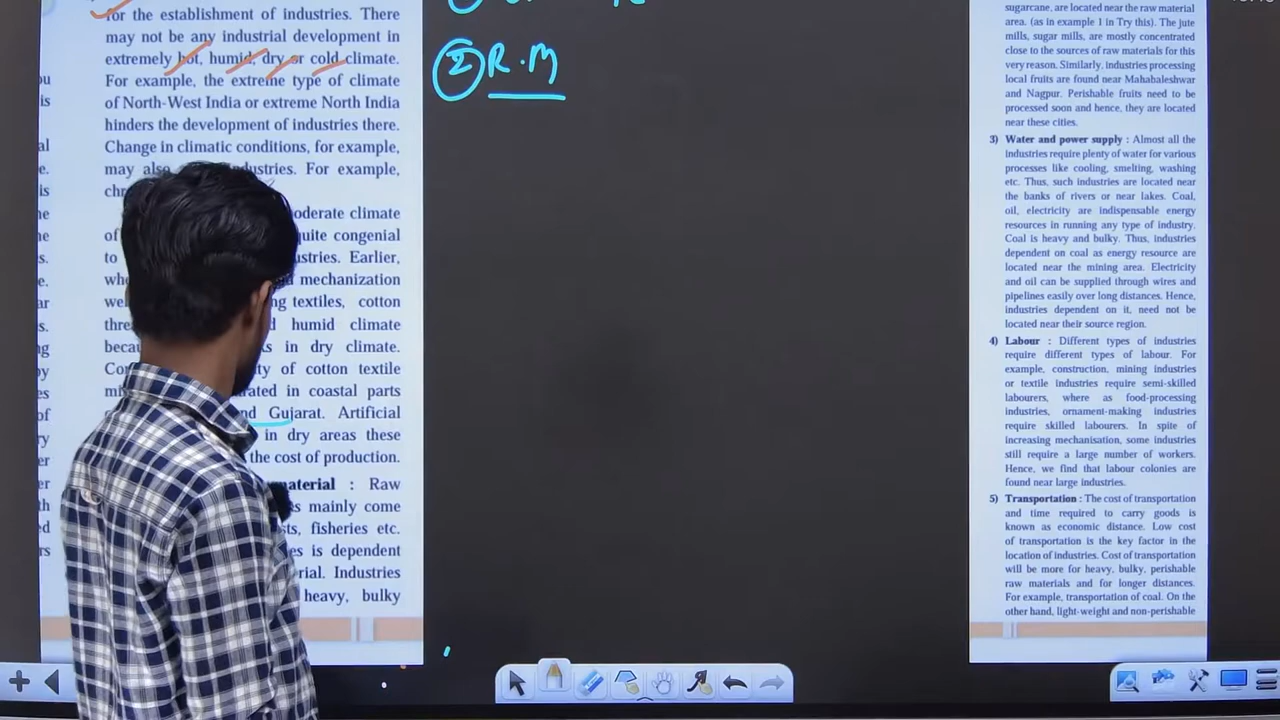 for the establishment of industries. There
may not be any industrial development in
extremely hot, humid, dry or cold climate.
For example, the extreme type of climate
of North-West India or extreme North India
hinders the development of industries there.
Change in climatic conditions, for example,
may also industries. For example,
moderate climate
of quite congenial
to industries. Earlier,
mechanization
textiles, cotton
humid climate
in dry climate.
of cotton textile
in coastal parts
and Gujarat. Artificial
in dry areas these
the cost of production.
material : Raw
mainly come
fisheries etc.
is dependent
Industries
heavy, bulky
② R.M
sugarcane, are located near the raw material
area. (as in example 1 in Try this). The jute
mills, sugar mills, are mostly concentrated
close to the sources of raw materials for this
very reason. Similarly, industries processing
local fruits are found near Mahabaleshwar
and Nagpur. Perishable fruits need to be
processed soon and hence, they are located
near these cities.
3) Water and power supply : Almost all the
industries require plenty of water for various
processes like cooling, smelting, washing
etc. Thus, such industries are located near
the banks of rivers or near lakes. Coal,
oil, electricity are indispensable energy
resources in running any type of industry.
Coal is heavy and bulky. Thus, industries
dependent on coal as energy resource are
located near the mining area. Electricity
and oil can be supplied through wires and
pipelines easily over long distances. Hence,
industries dependent on it, need not be
located near their source region.
4) Labour : Different types of industries
require different types of labour. For
example, construction, mining industries
or textile industries require semi-skilled
labourers, where as food-processing
industries, ornament-making industries
require skilled labourers. In spite of
increasing mechanisation, some industries
still require a large number of workers.
Hence, we find that labour colonies are
found near large industries.
5) Transportation : The cost of transportation
and time required to carry goods is
known as economic distance. Low cost
of transportation is the key factor in the
location of industries. Cost of transportation
will be more for heavy, bulky, perishable
raw materials and for longer distances.
For example, transportation of coal. On the
other hand, light-weight and non-perishable